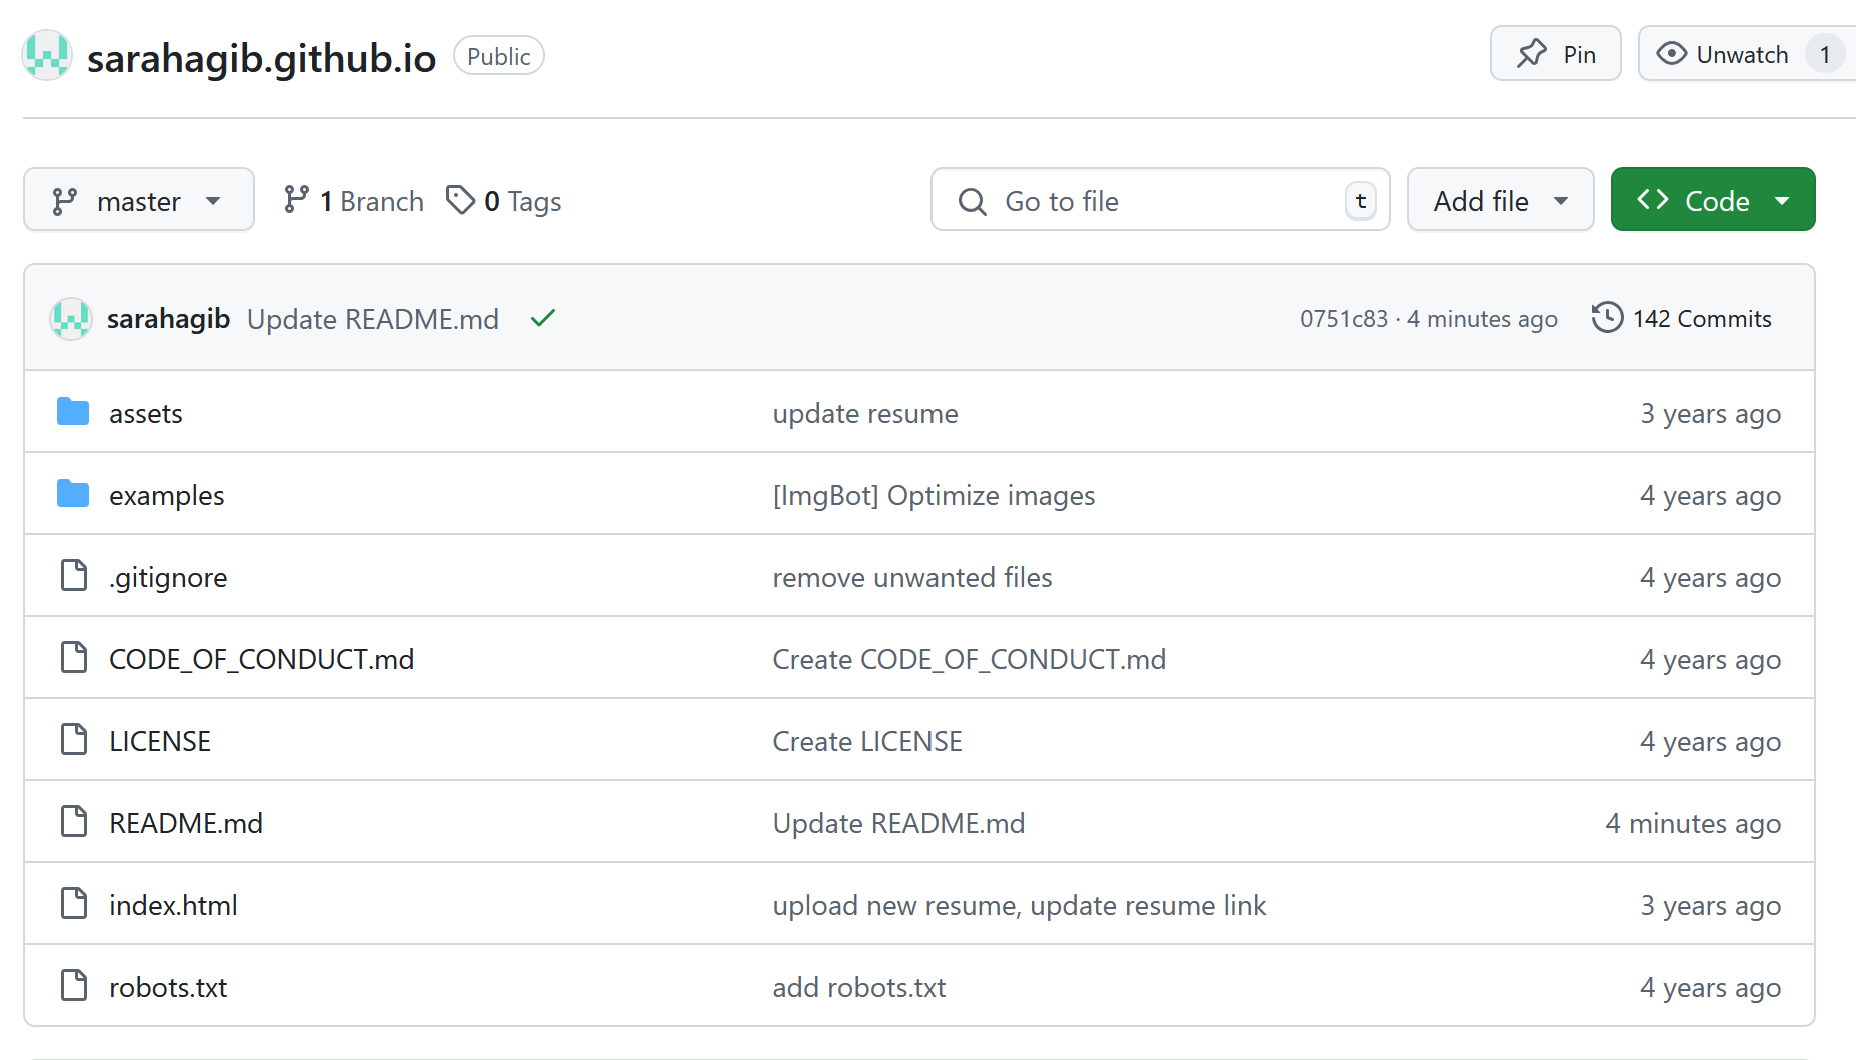 sarahagib.github.io Public Pin Unwatch 1
master 1 Branch 0 Tags Go to file t Add file Code
sarahagib Update README.md 0751c83 · 4 minutes ago 142 Commits
assets update resume 3 years ago
examples [ImgBot] Optimize images 4 years ago
.gitignore remove unwanted files 4 years ago
CODE_OF_CONDUCT.md Create CODE_OF_CONDUCT.md 4 years ago
LICENSE Create LICENSE 4 years ago
README.md Update README.md 4 minutes ago
index.html upload new resume, update resume link 3 years ago
robots.txt add robots.txt 4 years ago